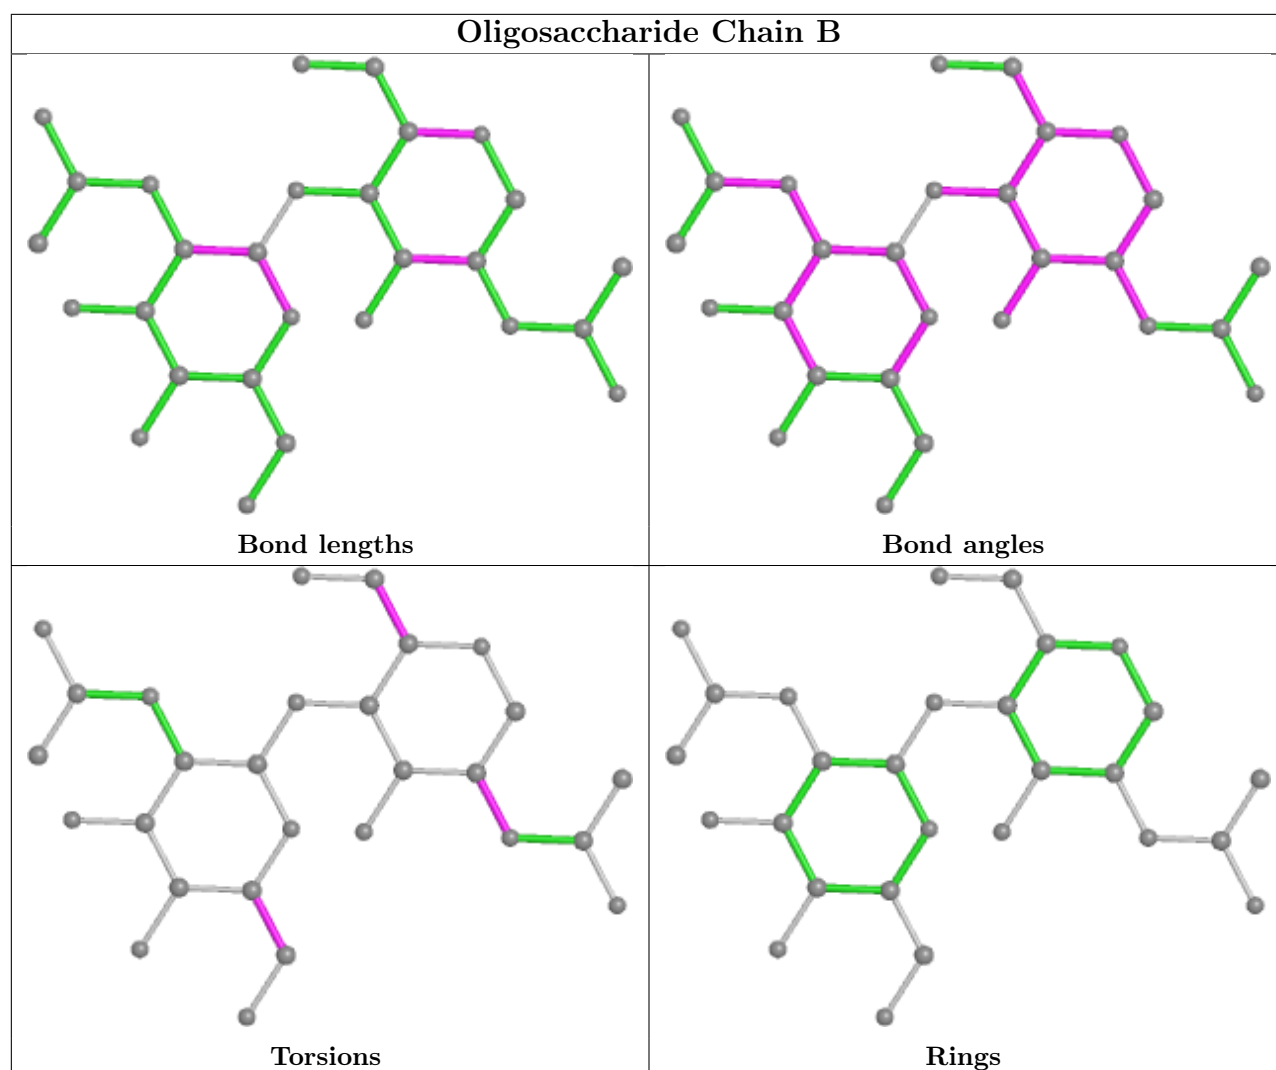 Oligosaccharide Chain B
Bond lengths
Bond angles
Torsions
Rings